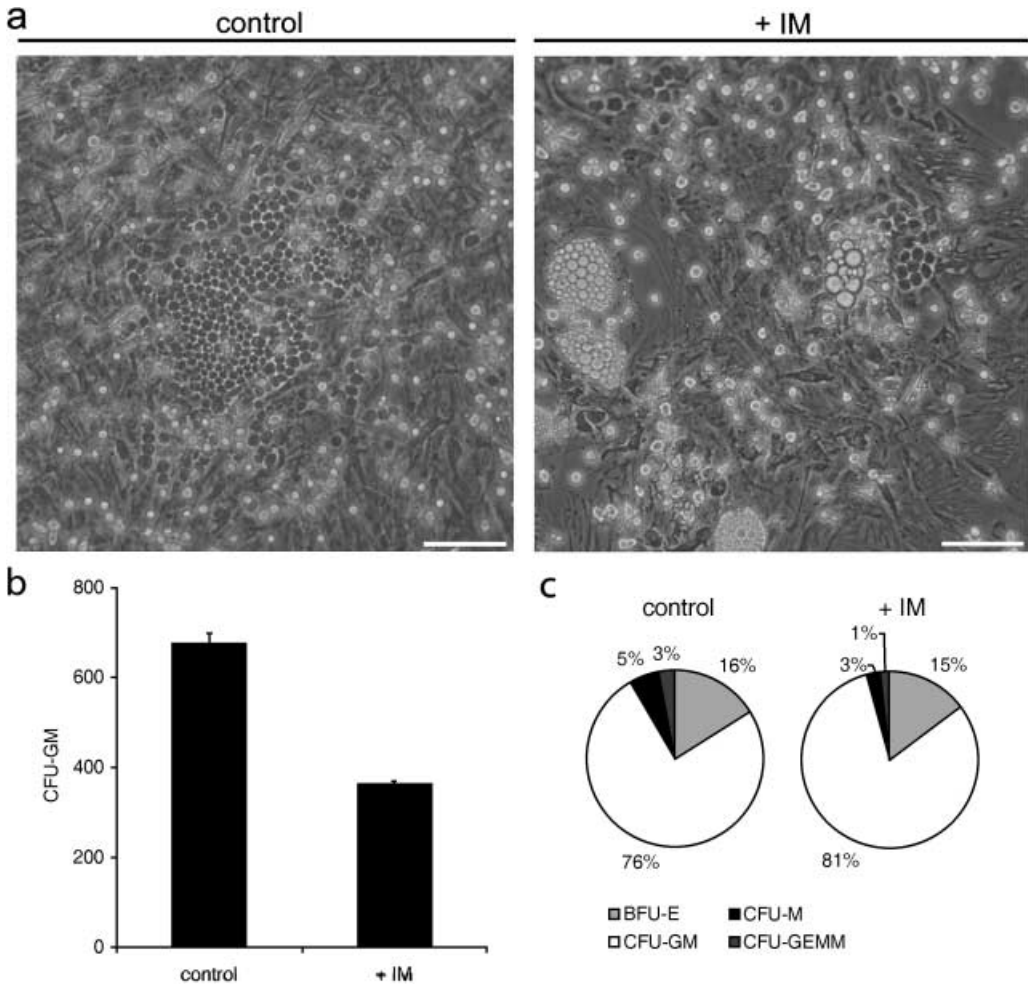 a
control
+ IM
b
800
600
400
200
0
CFU-GM
control
+ IM
c
control
5%
3%
16%
76%
+ IM
1%
3%
15%
81%
BFU-E
CFU-M
CFU-GM
CFU-GEMM